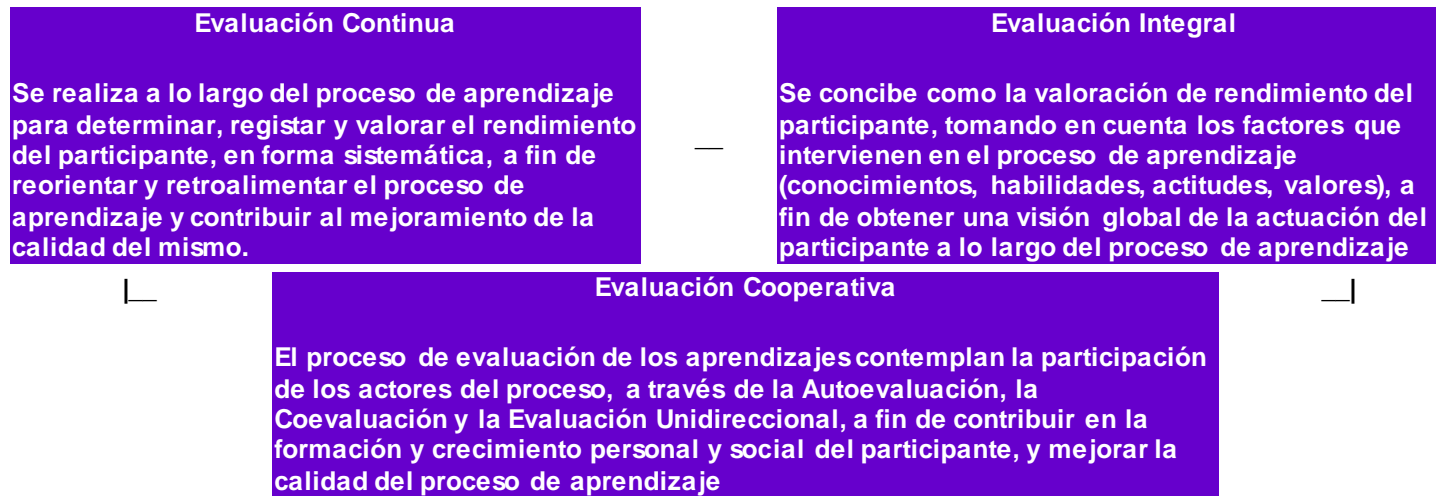 Evaluación Continua
Se realiza a lo largo del proceso de aprendizaje
para determinar, registar y valorar el rendimiento
del participante, en forma sistemática, a fin de
reorientar y retroalimentar el proceso de
aprendizaje y contribuir al mejoramiento de la
calidad del mismo.
Evaluación Integral
Se concibe como la valoración de rendimiento del
participante, tomando en cuenta los factores que
intervienen en el proceso de aprendizaje
(conocimientos, habilidades, actitudes, valores), a
fin de obtener una visión global de la actuación del
participante a lo largo del proceso de aprendizaje
Evaluación Cooperativa
El proceso de evaluación de los aprendizajes contemplan la participación
de los actores del proceso, a través de la Autoevaluación, la
Coevaluación y la Evaluación Unidireccional, a fin de contribuir en la
formación y crecimiento personal y social del participante, y mejorar la
calidad del proceso de aprendizaje